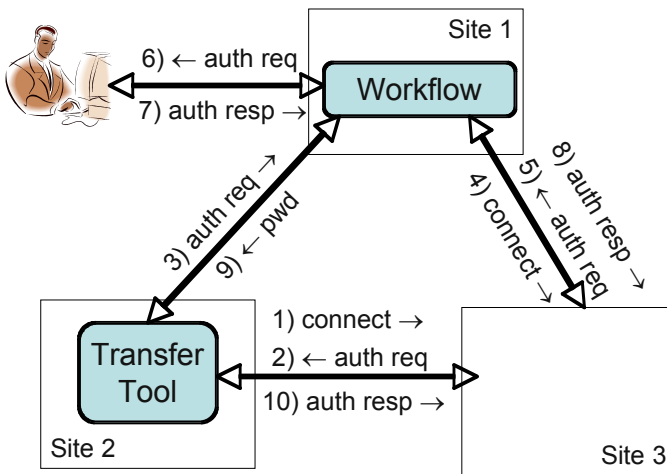 Site 1
6) ← auth req
Workflow
7) auth resp →
3) auth req →
9) ← pwd
8) auth resp →
5) ← auth req
4) connect →
1) connect →
Transfer
Tool
2) ← auth req
10) auth resp →
Site 2
Site 3